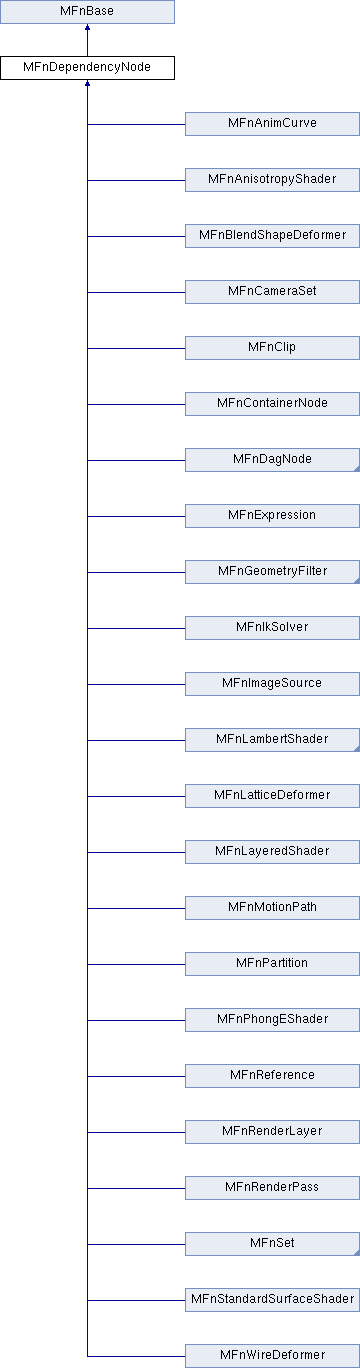 MFnBase
MFnDependencyNode
MFnAnimCurve
MFnAnisotropyShader
MFnBlendShapeDeformer
MFnCameraSet
MFnClip
MFnContainerNode
MFnDagNode
MFnExpression
MFnGeometryFilter
MFnIkSolver
MFnImageSource
MFnLambertShader
MFnLatticeDeformer
MFnLayeredShader
MFnMotionPath
MFnPartition
MFnPhongEShader
MFnReference
MFnRenderLayer
MFnRenderPass
MFnSet
MFnStandardSurfaceShader
MFnWireDeformer